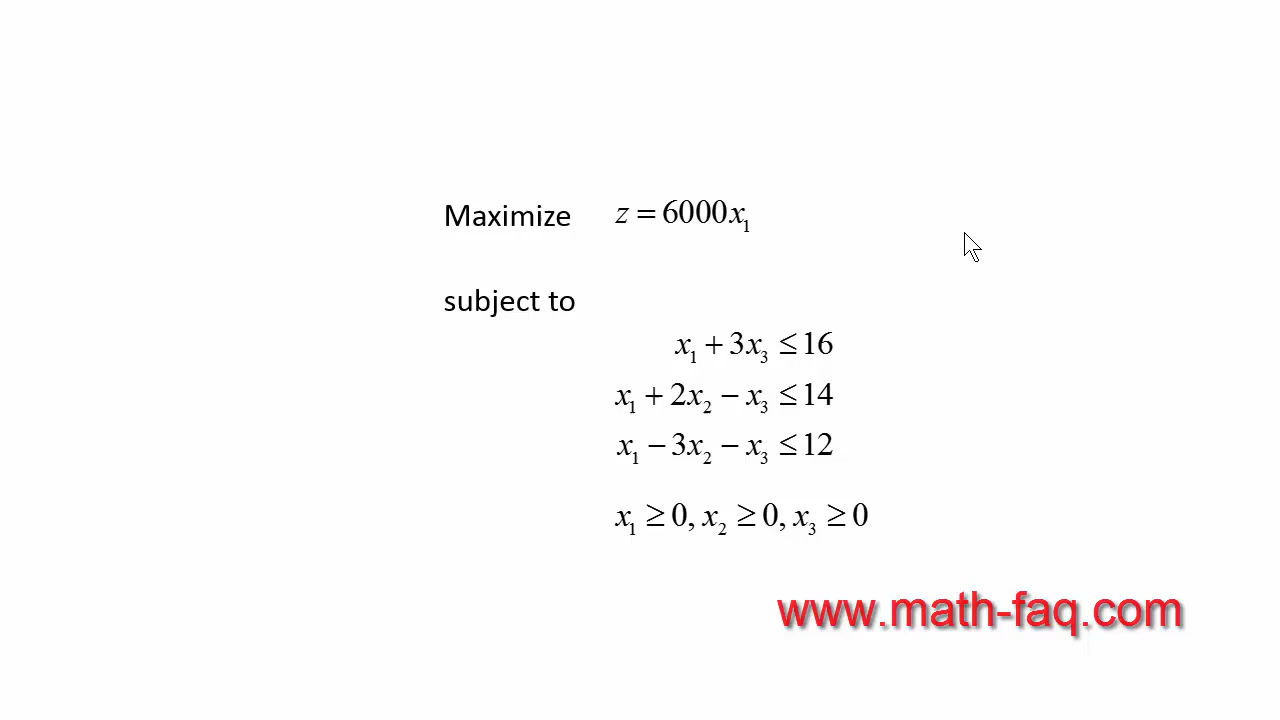 Maximize z = 6000x₁
subject to
x₁ + 3x₃ ≤ 16
x₁ + 2x₂ − x₃ ≤ 14
x₁ − 3x₂ − x₃ ≤ 12
x₁ ≥ 0, x₂ ≥ 0, x₃ ≥ 0
www.math-faq.com